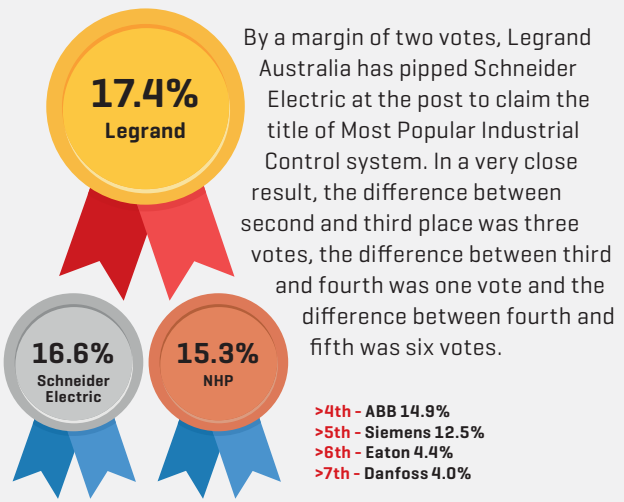 17.4%
Legrand
By a margin of two votes, Legrand
Australia has pipped Schneider
Electric at the post to claim the
title of Most Popular Industrial
Control system. In a very close
result, the difference between
second and third place was three
votes, the difference between third
and fourth was one vote and the
difference between fourth and
fifth was six votes.
16.6%
Schneider
Electric
15.3%
NHP
>4th - ABB 14.9%
>5th - Siemens 12.5%
>6th - Eaton 4.4%
>7th - Danfoss 4.0%